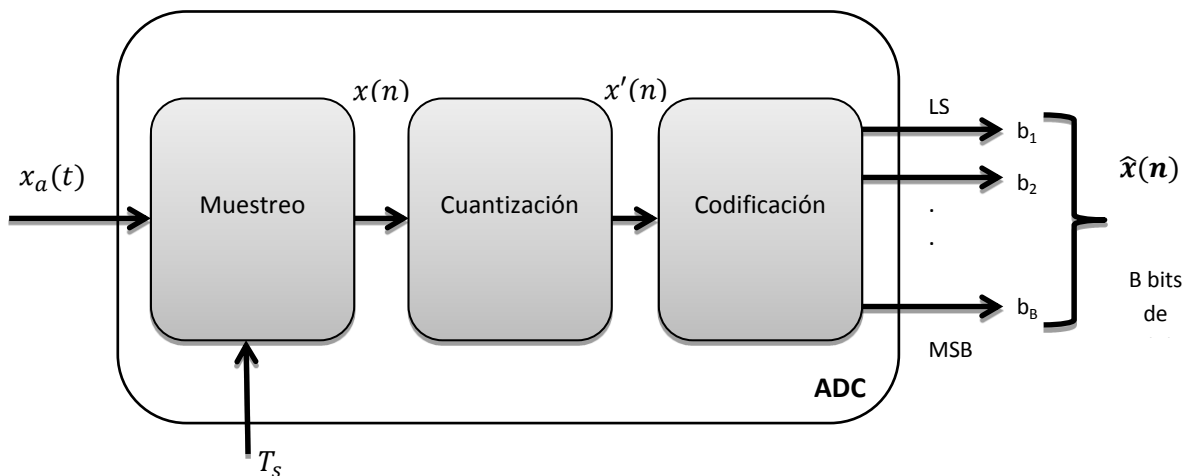 x_a(t)
Muestreo
x(n)
Cuantización
x'(n)
Codificación
LS
b₁
b₂
.
.
b_B
MSB
x̂(n)
B bits
de
ADC
T_s